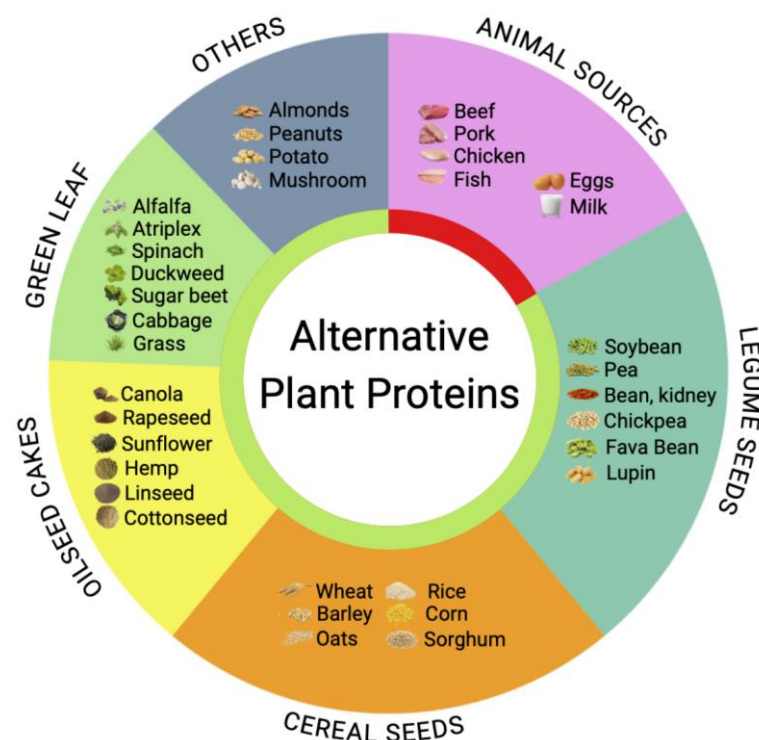 OTHERS
Almonds
Peanuts
Potato
Mushroom
ANIMAL SOURCES
Beef
Pork
Chicken
Fish
Eggs
Milk
GREEN LEAF
Alfalfa
Atriplex
Spinach
Duckweed
Sugar beet
Cabbage
Grass
Alternative
Plant Proteins
LEGUME SEEDS
Soybean
Pea
Bean, kidney
Chickpea
Fava Bean
Lupin
OILSEED CAKES
Canola
Rapeseed
Sunflower
Hemp
Linseed
Cottonseed
Wheat
Barley
Oats
Rice
Corn
Sorghum
CEREAL SEEDS